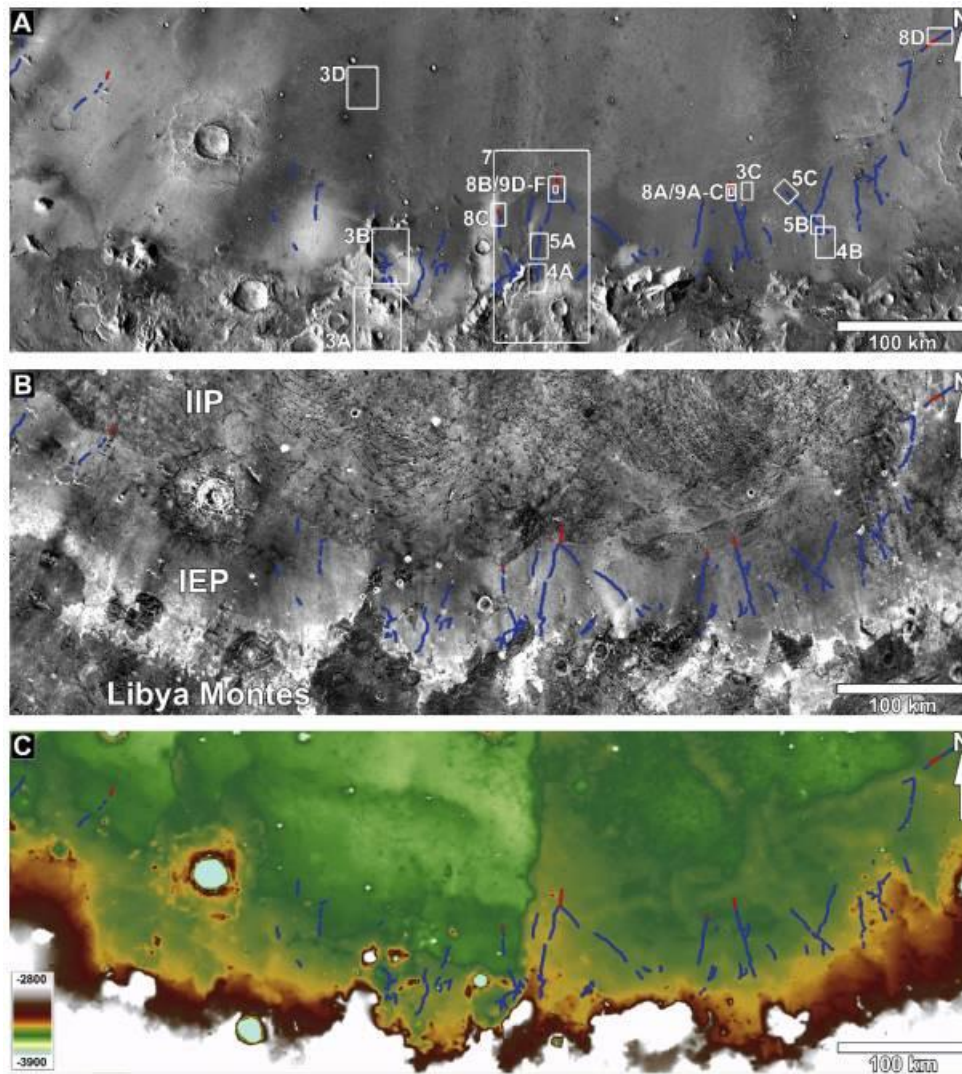 A
N
8D
3D
7
8B/9D-F
8A/9A-C
3C
5C
8C
5B
3B
5A
4B
4A
3A
100 km
B
N
IIP
IEP
Libya Montes
100 km
C
N
-2800
-3900
100 km